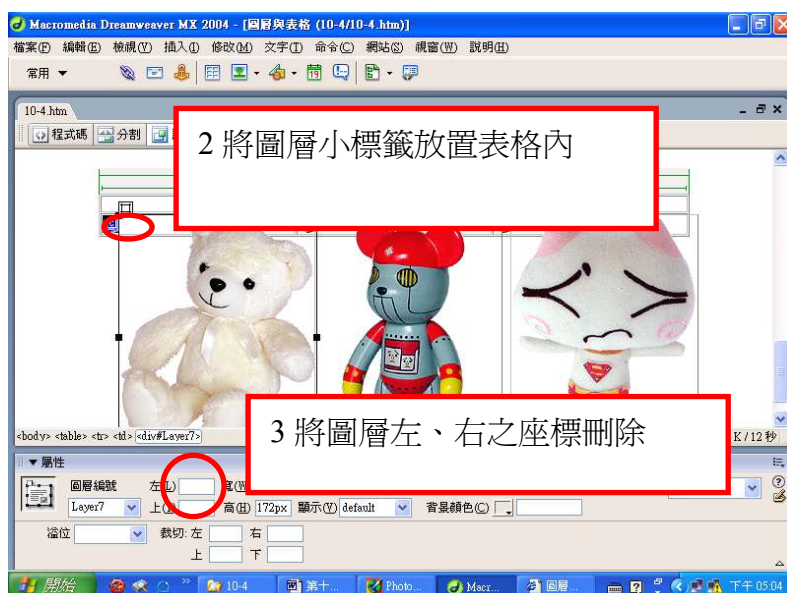 Macromedia Dreamweaver MX 2004 - [圖層與表格 (10-4/10-4.htm)]
檔案(F) 編輯(E) 檢視(V) 插入(I) 修改(M) 文字(T) 命令(C) 網站(S) 視窗(W) 說明(H)
常用
10-4.htm
程式碼 分割
2 將圖層小標籤放置表格內
3 將圖層左、右之座標刪除
<body> <table> <tr> <td> <div#Layer7>
K / 12 秒
屬性
圖層編號 左(L) 寬(W)
Layer7 上(T) 高(H) 172px 顯示(V) default 背景顏色(C)
溢位 裁切: 左 右
上 下
開始 10-4 第十... Photo... Macr... 圖層... 下午 05:04